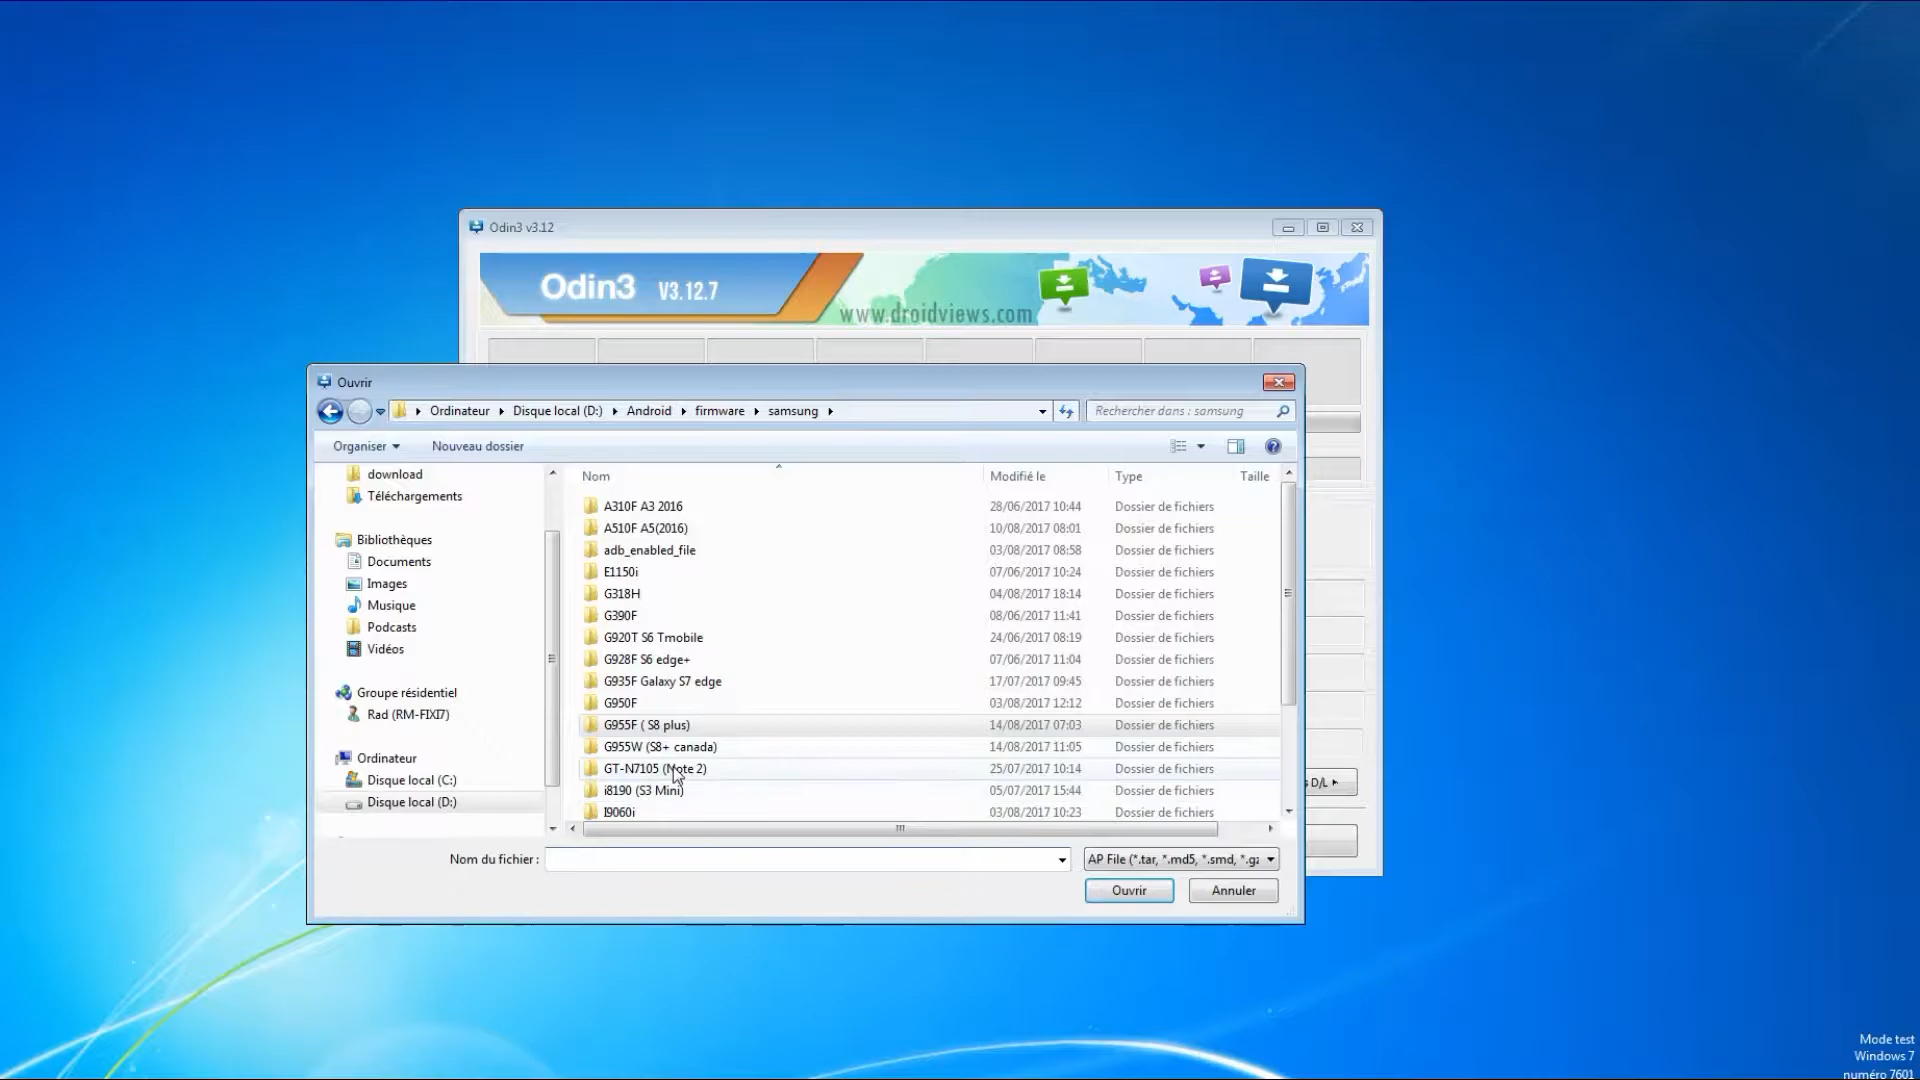 Odin3 v3.12
Odin3 V3.12.7
www.droidviews.com
Ouvrir
Ordinateur Disque local (D:) Android firmware samsung
Rechercher dans : samsung
Organiser Nouveau dossier
download
Téléchargements
Bibliothèques
Documents
Images
Musique
Podcasts
Vidéos
Groupe résidentiel
Rad (RM-FIXI7)
Ordinateur
Disque local (C:)
Disque local (D:)
Nom Modifié le Type Taille
A310F A3 2016 28/06/2017 10:44 Dossier de fichiers
A510F A5(2016) 10/08/2017 08:01 Dossier de fichiers
adb_enabled_file 03/08/2017 08:58 Dossier de fichiers
E1150i 07/06/2017 10:24 Dossier de fichiers
G318H 04/08/2017 18:14 Dossier de fichiers
G390F 08/06/2017 11:41 Dossier de fichiers
G920T S6 Tmobile 24/06/2017 08:19 Dossier de fichiers
G928F S6 edge+ 07/06/2017 11:04 Dossier de fichiers
G935F Galaxy S7 edge 17/07/2017 09:45 Dossier de fichiers
G950F 03/08/2017 12:12 Dossier de fichiers
G955F ( S8 plus) 14/08/2017 07:03 Dossier de fichiers
G955W (S8+ canada) 14/08/2017 11:05 Dossier de fichiers
GT-N7105 (Note 2) 25/07/2017 10:14 Dossier de fichiers
i8190 (S3 Mini) 05/07/2017 15:44 Dossier de fichiers
I9060i 03/08/2017 10:23 Dossier de fichiers
D/L
Nom du fichier : AP File (*.tar, *.md5, *.smd, *.gz
Ouvrir Annuler
Mode test
Windows 7
numéro 7601